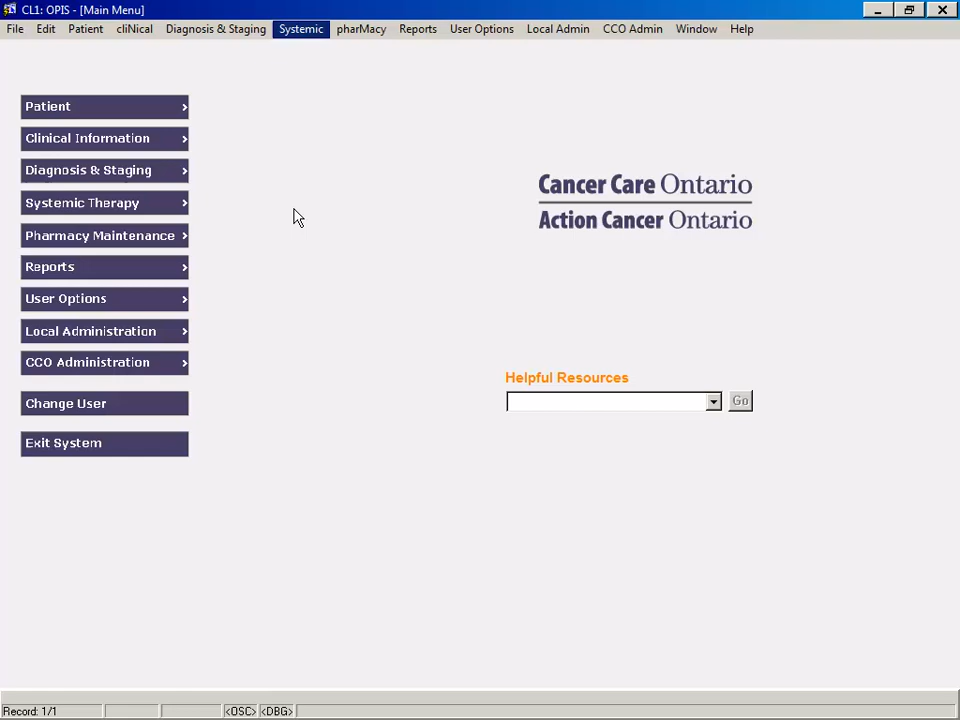 CL1: OPIS - [Main Menu]
File Edit Patient cliNical Diagnosis & Staging Systemic pharMacy Reports User Options Local Admin CCO Admin Window Help
Patient
Clinical Information
Diagnosis & Staging
Systemic Therapy
Pharmacy Maintenance
Reports
User Options
Local Administration
CCO Administration
Change User
Exit System
Cancer Care Ontario
Action Cancer Ontario
Helpful Resources
Go
Record: 1/1 <OSC> <DBG>